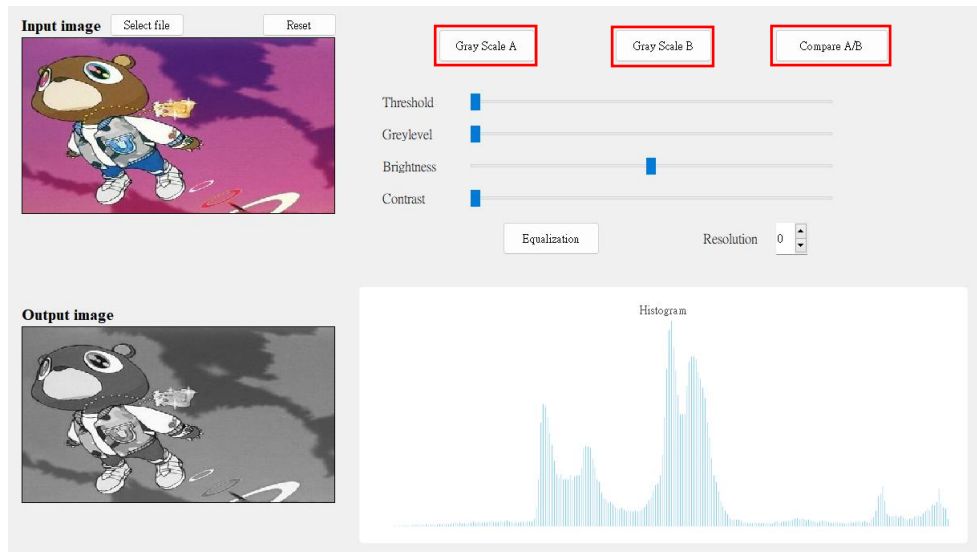 Input image Select file Reset
Gray Scale A Gray Scale B Compare A/B
Threshold
Greylevel
Brightness
Contrast
Equalization Resolution 0
Output image
Histogram